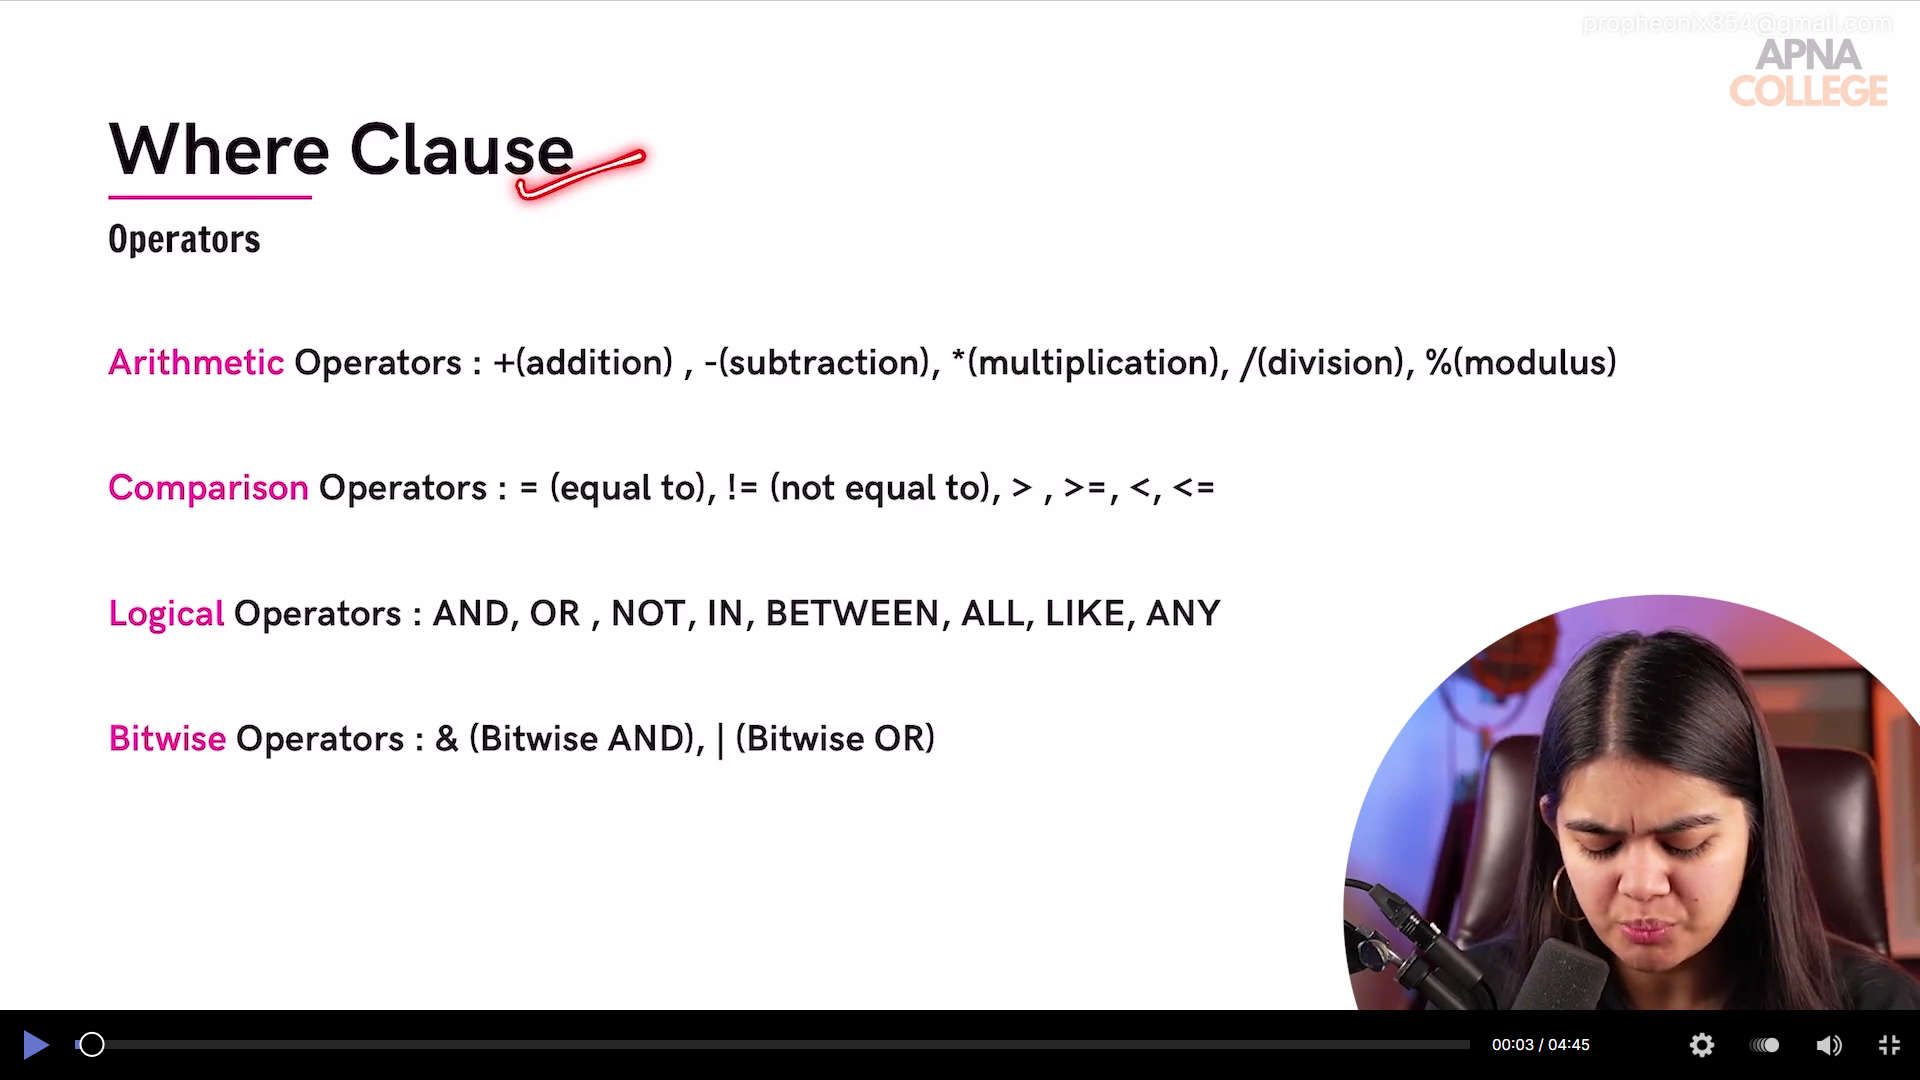 propheonix854@gmail.com
APNA
COLLEGE
Where Clause
Operators
Arithmetic Operators : +(addition) , -(subtraction), *(multiplication), /(division), %(modulus)
Comparison Operators : = (equal to), != (not equal to), > , >=, <, <=
Logical Operators : AND, OR , NOT, IN, BETWEEN, ALL, LIKE, ANY
Bitwise Operators : & (Bitwise AND), | (Bitwise OR)
00:03 / 04:45